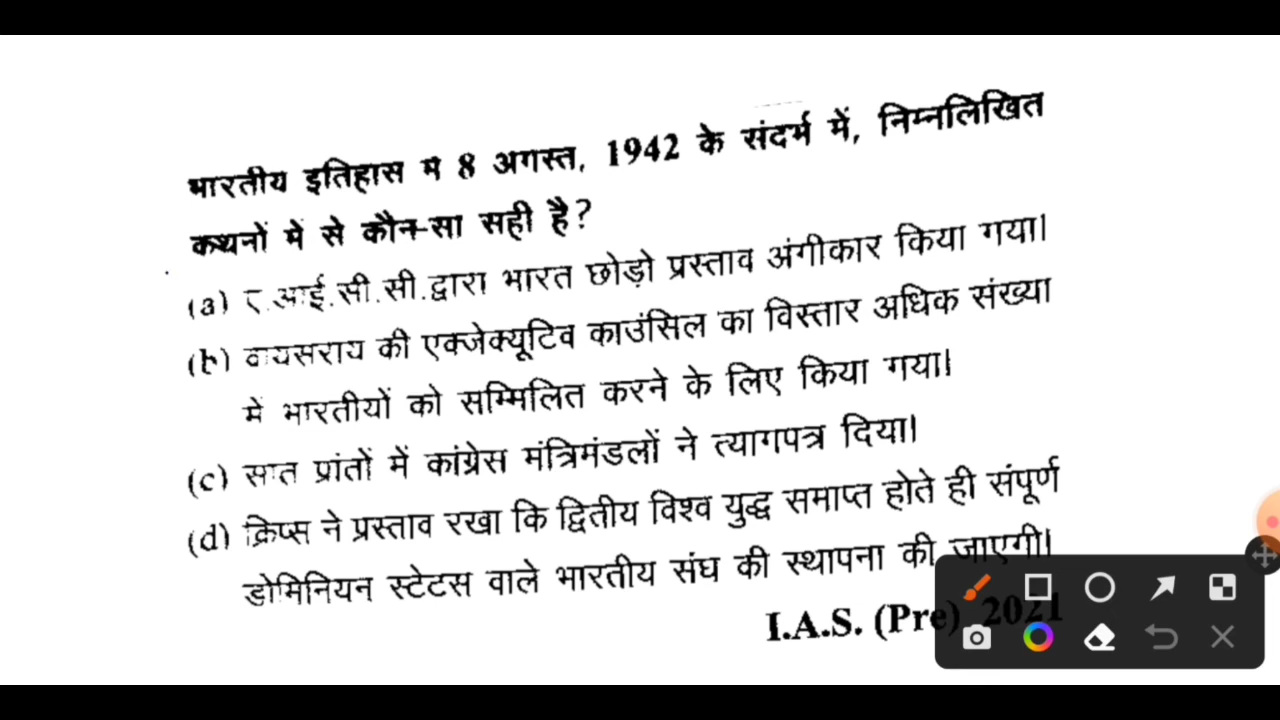 भारतीय इतिहास में 8 अगस्त, 1942 के संदर्भ में, निम्नलिखित
कथनों में से कौन-सा सही है?
(a) ए.आई.सी.सी.द्वारा भारत छोड़ो प्रस्ताव अंगीकार किया गया।
(b) वायसराय की एक्जेक्यूटिव काउंसिल का विस्तार अधिक संख्या
में भारतीयों को सम्मिलित करने के लिए किया गया।
(c) सात प्रांतों में कांग्रेस मंत्रिमंडलों ने त्यागपत्र दिया।
(d) क्रिप्स ने प्रस्ताव रखा कि द्वितीय विश्व युद्ध समाप्त होते ही संपूर्ण
डोमिनियन स्टेटस वाले भारतीय संघ की स्थापना की जाएगी।
I.A.S. (Pre) 2021